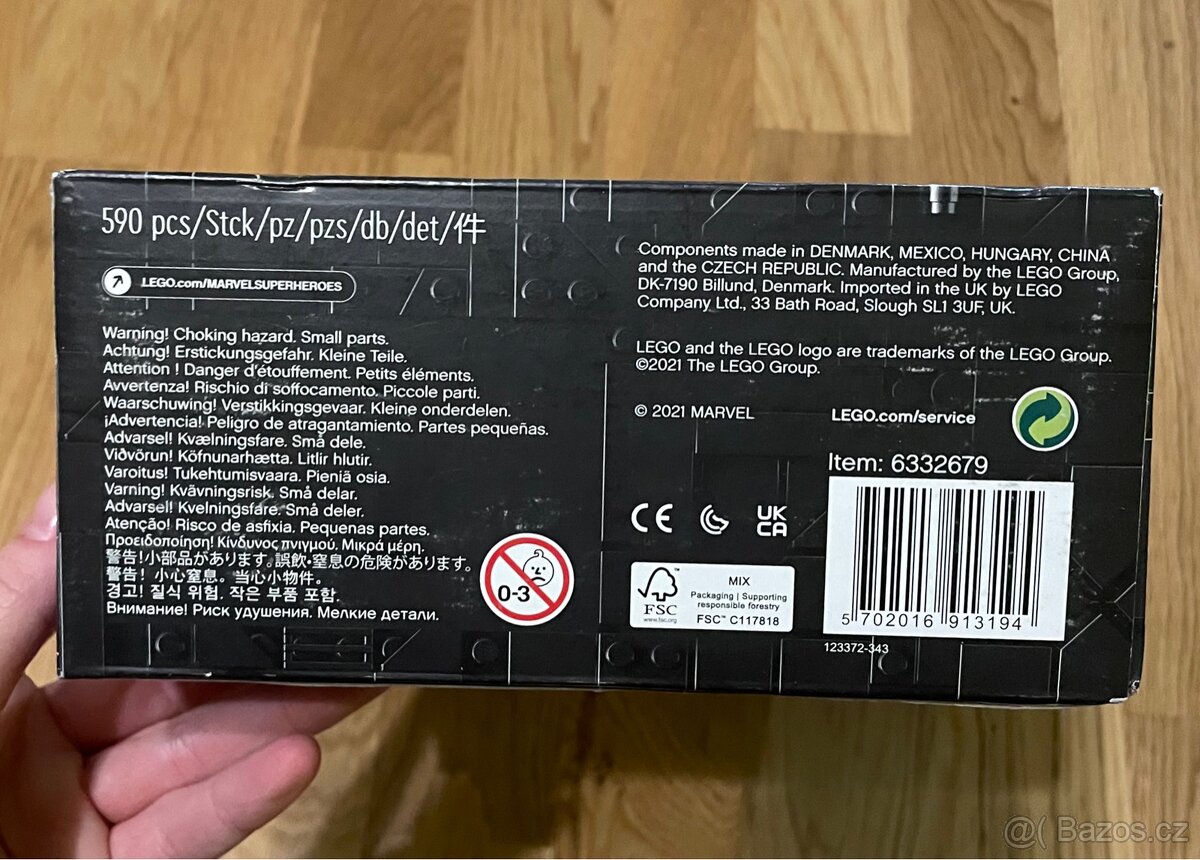 590 pcs/Stck/pz/pzs/db/det/件
LEGO.com/MARVELSUPERHEROES
Warning! Choking hazard. Small parts.
Achtung! Erstickungsgefahr. Kleine Teile.
Attention ! Danger d'étouffement. Petits éléments.
Avvertenza! Rischio di soffocamento. Piccole parti.
Waarschuwing! Verstikkingsgevaar. Kleine onderdelen.
¡Advertencia! Peligro de atragantamiento. Partes pequeñas.
Advarsel! Kvælningsfare. Små dele.
Viðvörun! Köfnunarhætta. Litlir hlutir.
Varoitus! Tukehtumisvaara. Pieniä osia.
Varning! Kvävningsrisk. Små delar.
Advarsel! Kvelningsfare. Små deler.
Atenção! Risco de asfixia. Pequenas partes.
Προειδοποίηση! Κίνδυνος πνιγμού. Μικρά μέρη.
警告!小部品があります。誤飲・窒息の危険があります。
警告！小心窒息。当心小物件。
경고! 질식 위험. 작은 부품 포함.
Внимание! Риск удушения. Мелкие детали.
0-3
Components made in DENMARK, MEXICO, HUNGARY, CHINA
and the CZECH REPUBLIC. Manufactured by the LEGO Group,
DK-7190 Billund, Denmark. Imported in the UK by LEGO
Company Ltd., 33 Bath Road, Slough SL1 3UF, UK.
LEGO and the LEGO logo are trademarks of the LEGO Group.
©2021 The LEGO Group.
© 2021 MARVEL
LEGO.com/service
Item: 6332679
CE
UK
CA
FSC™
www.fsc.org
MIX
Packaging | Supporting
responsible forestry
FSC™ C117818
5 702016 913194
123372-343
@( Bazos.cz